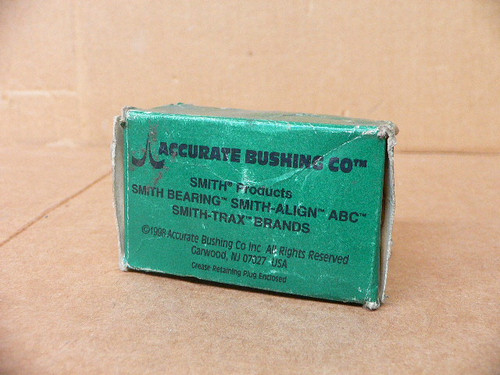 ACCURATE BUSHING CO™
SMITH® Products
SMITH BEARING™ SMITH-ALIGN™ ABC™
SMITH-TRAX™ BRANDS
©1998 Accurate Bushing Co Inc All Rights Reserved
Garwood, NJ 07027 USA
Grease Retaining Plug Enclosed